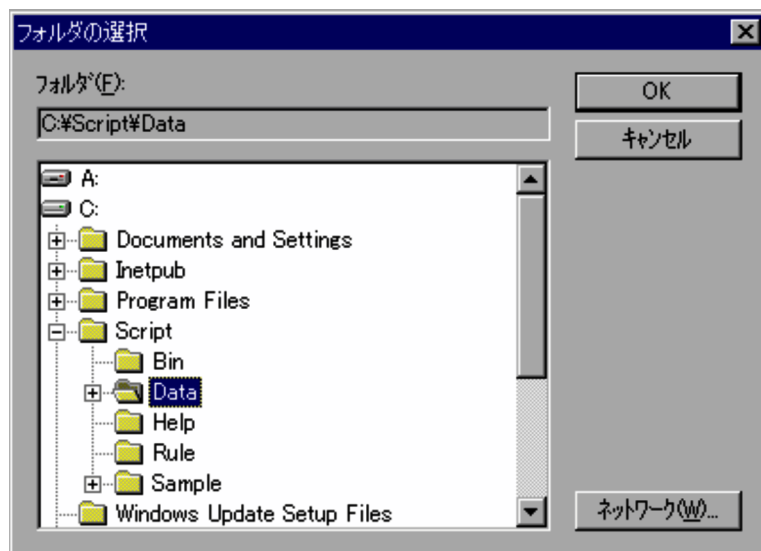 フォルダの選択
ﾌｫﾙﾀﾞ(F):
OK
C:¥Script¥Data
ｷｬﾝｾﾙ
A:
C:
Documents and Settings
Inetpub
Program Files
Script
Bin
Data
Help
Rule
Sample
Windows Update Setup Files
ﾈｯﾄﾜｰｸ(W)...